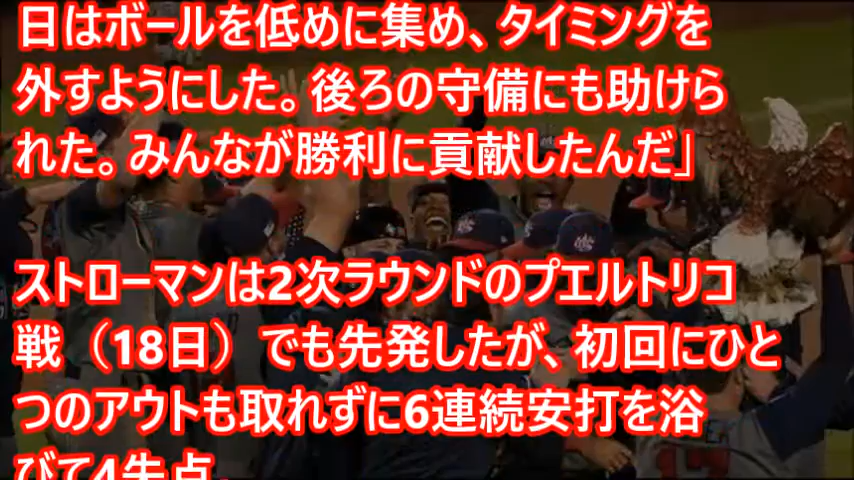 日はボールを低めに集め、タイミングを
外すようにした。後ろの守備にも助けら
れた。みんなが勝利に貢献したんだ」
ストローマンは2次ラウンドのプエルトリコ
戦（18日）でも先発したが、初回にひと
つのアウトも取れずに6連続安打を浴
びて4失点。